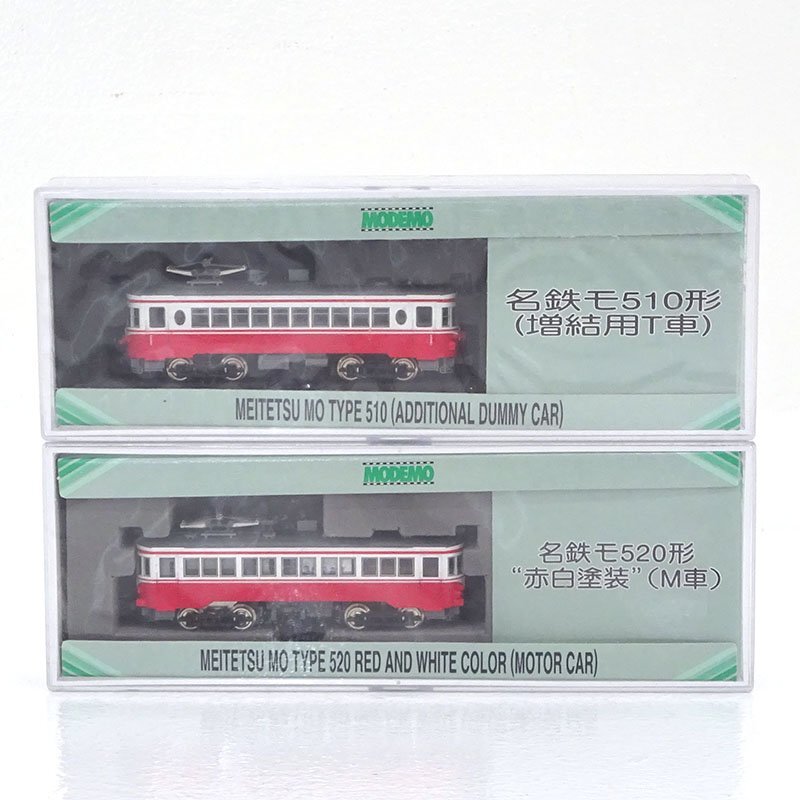 MODEMO
名鉄モ510形
(増結用T車)
MEITETSU MO TYPE 510 (ADDITIONAL DUMMY CAR)
MODEMO
名鉄モ520形
“赤白塗装”(M車)
MEITETSU MO TYPE 520 RED AND WHITE COLOR (MOTOR CAR)